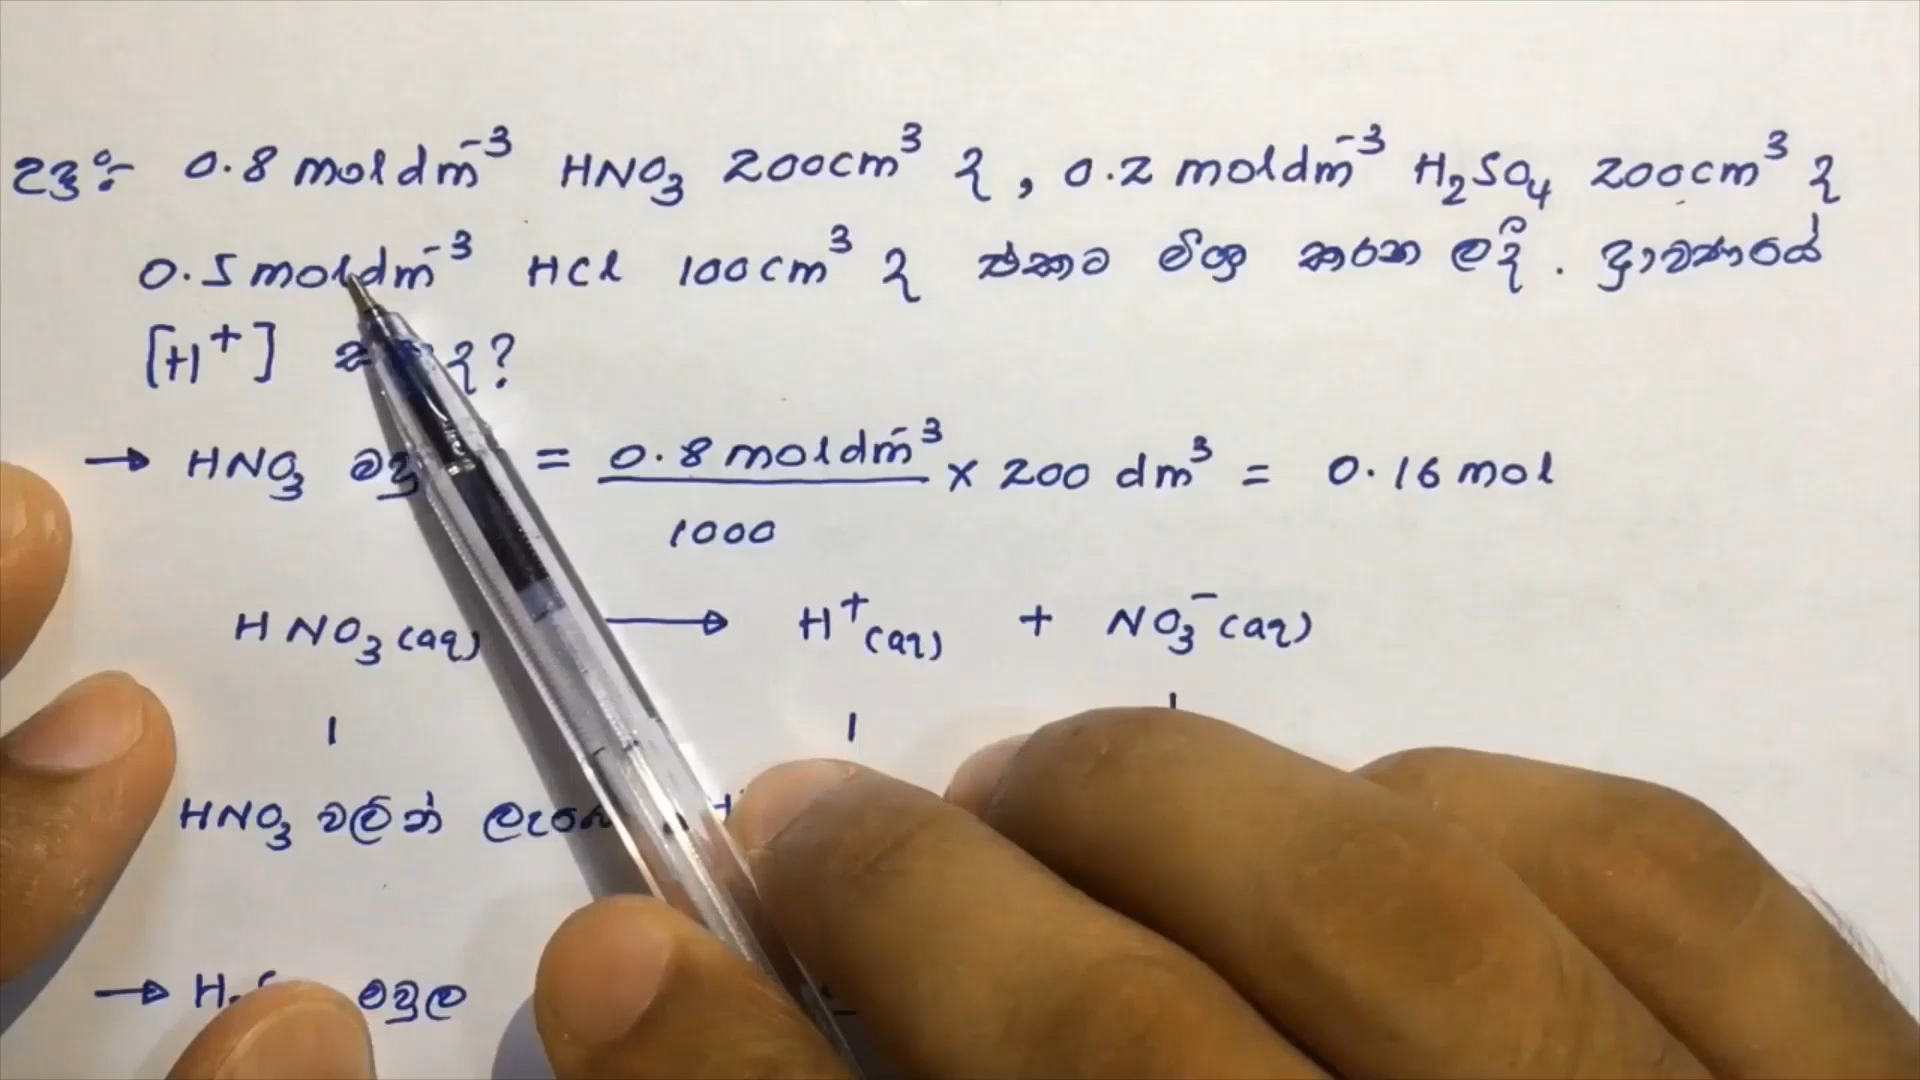 උදා:- 0.8 moldm⁻³ HNO₃ 200cm³ ද, 0.2 moldm⁻³ H₂SO₄ 200cm³ ද
0.5 moldm⁻³ HCl 100cm³ ද එකට මිශ්‍ර කරන ලදී. ද්‍රාවණයේ
[H⁺] ද?
→ HNO₃ = 0.8 moldm⁻³ / 1000 × 200 dm³ = 0.16 mol
HNO₃(aq) → H⁺(aq) + NO₃⁻(aq)
1 1 1
HNO₃ වලින්
→ මවුල